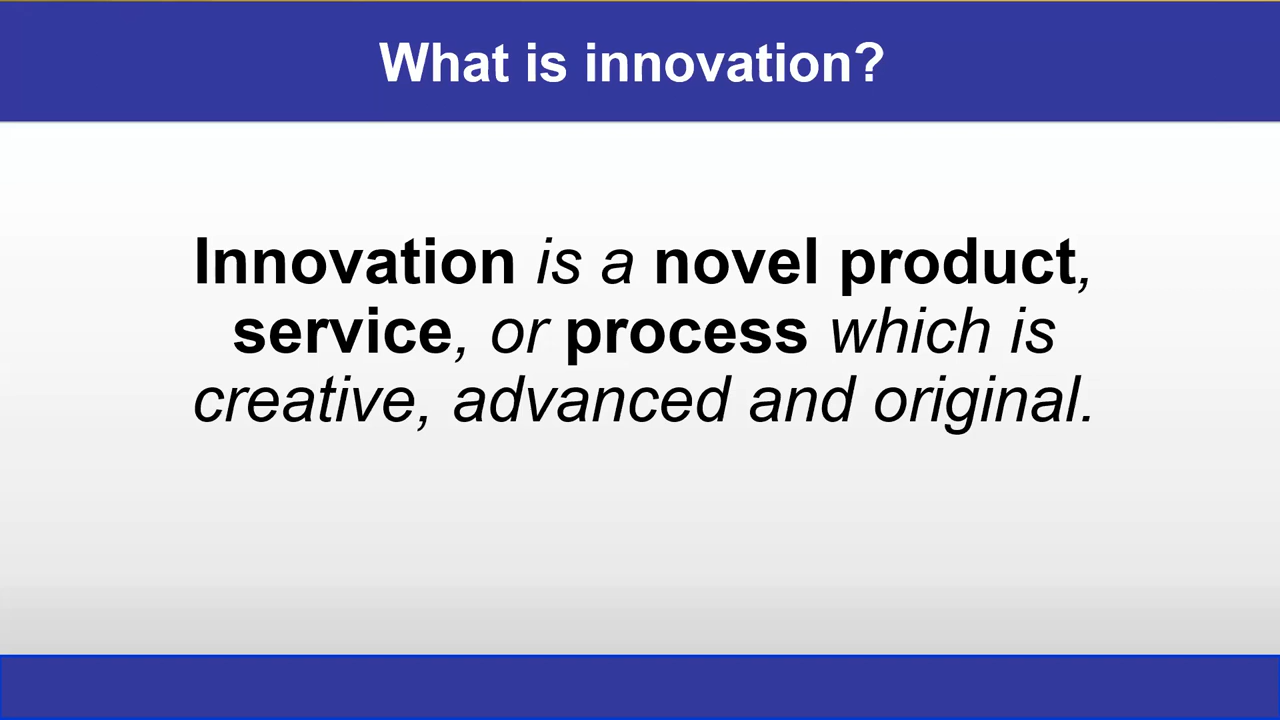 What is innovation?
Innovation is a novel product,
service, or process which is
creative, advanced and original.